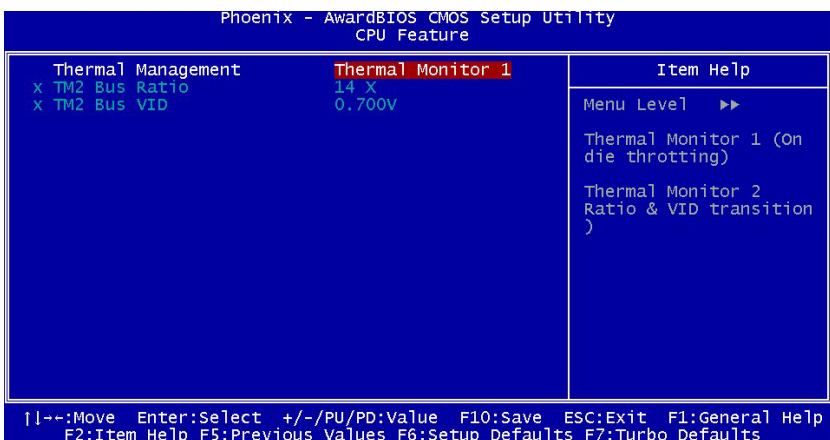 Phoenix - AwardBIOS CMOS Setup Utility
CPU Feature
Thermal Management Thermal Monitor 1
x TM2 Bus Ratio 14 X
x TM2 Bus VID 0.700V
Item Help
Menu Level ▶▶
Thermal Monitor 1 (On
die throtting)
Thermal Monitor 2
Ratio & VID transition
)
↑↓→←:Move Enter:Select +/-/PU/PD:Value F10:Save ESC:Exit F1:General Help
F2:Item Help F5:Previous Values F6:Setup Defaults F7:Turbo Defaults